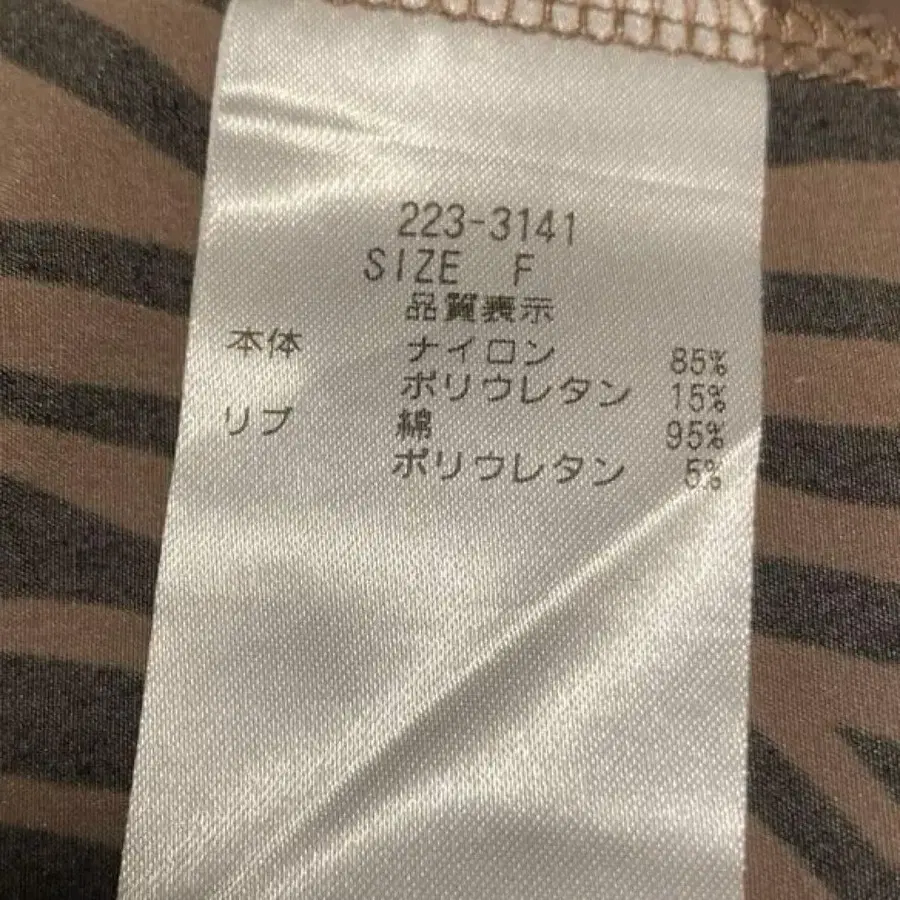 223-3141
SIZE F
品質表示
本体 ナイロン 85%
ポリウレタン 15%
リブ 綿 95%
ポリウレタン 5%